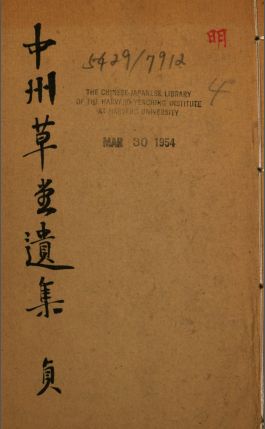 中州草堂遺集 貞
明
5429/7912
4
THE CHINESE-JAPANESE LIBRARY
OF THE HARVARD-YENCHING INSTITUTE
AT HARVARD UNIVERSITY
MAR 30 1954